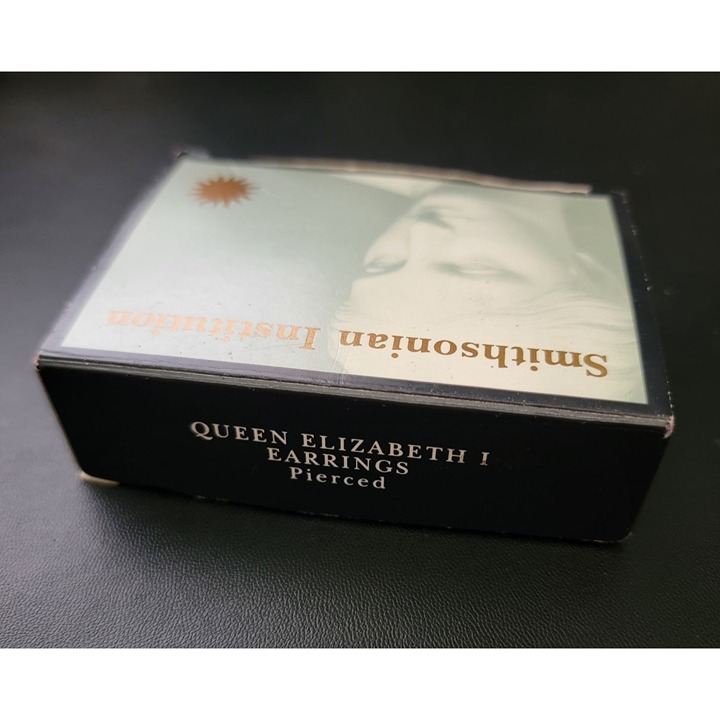 Smithsonian Institution
QUEEN ELIZABETH I
EARRINGS
Pierced